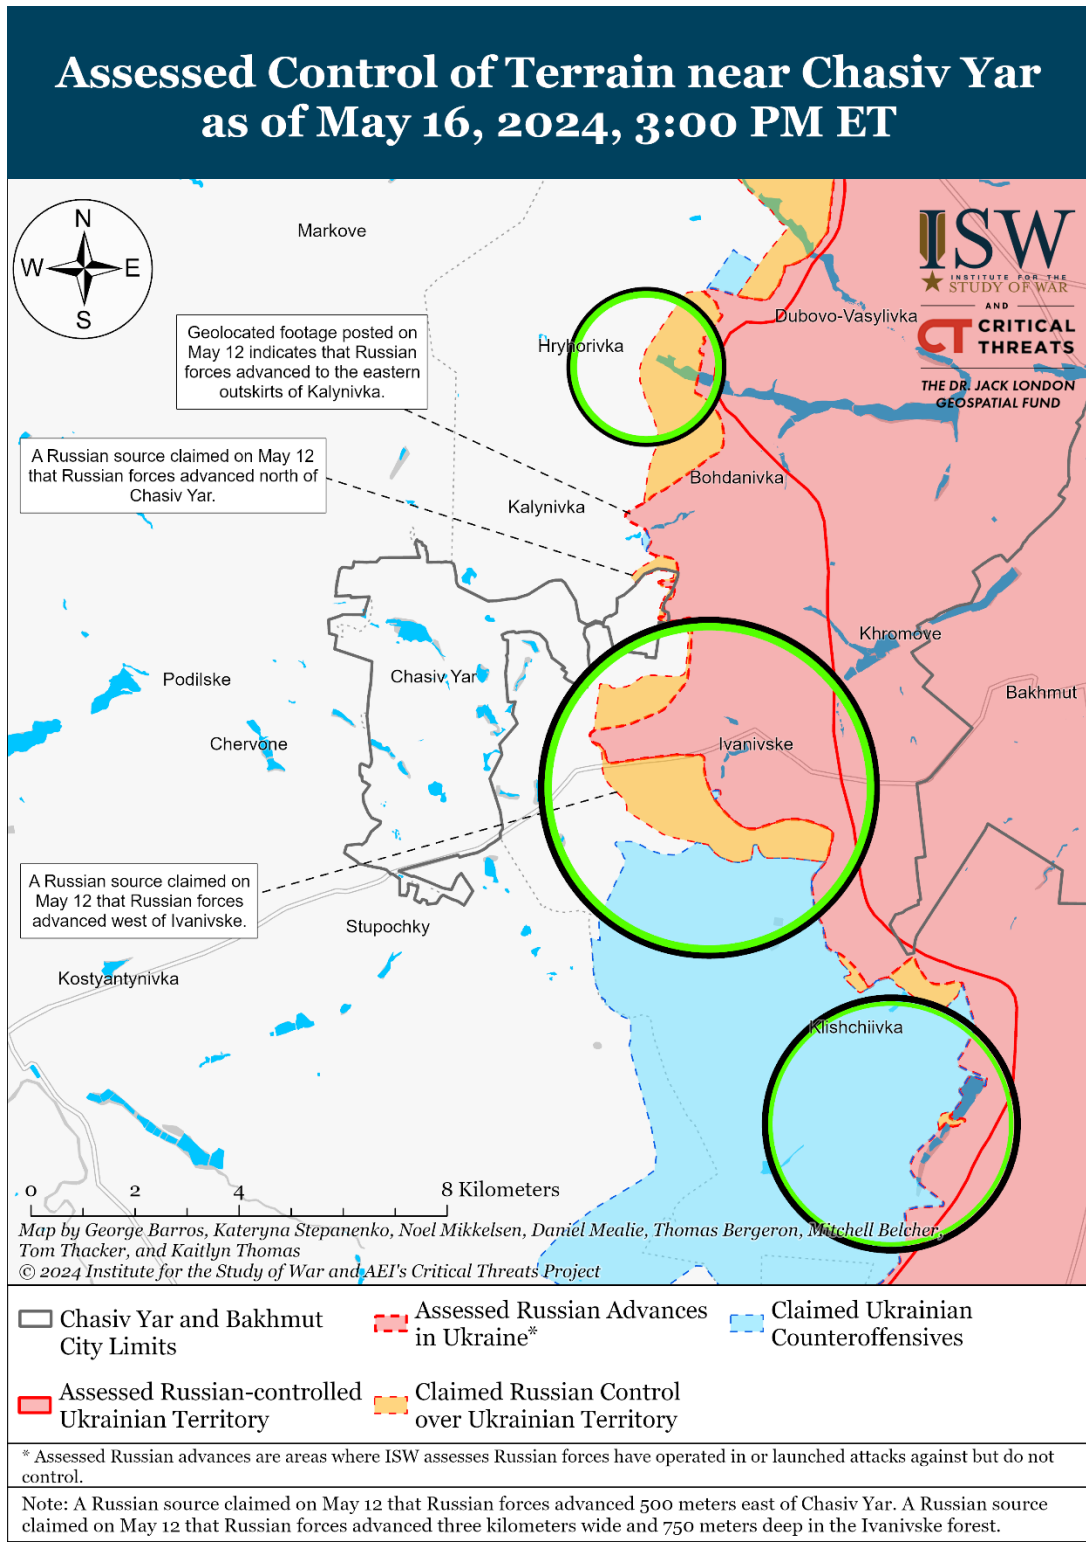 Assessed Control of Terrain near Chasiv Yar
as of May 16, 2024, 3:00 PM ET
N
W
E
S
Markove
ISW
INSTITUTE FOR THE
STUDY OF WAR
AND
CT
CRITICAL
THREATS
THE DR. JACK LONDON
GEOSPATIAL FUND
Geolocated footage posted on
May 12 indicates that Russian
forces advanced to the eastern
outskirts of Kalynivka.
Dubovo-Vasylivka
Hryhorivka
A Russian source claimed on May 12
that Russian forces advanced north of
Chasiv Yar.
Bohdanivka
Kalynivka
Khromove
Podilske
Chasiv Yar
Bakhmut
Chervone
Ivanivske
A Russian source claimed on
May 12 that Russian forces
advanced west of Ivanivske.
Stupochky
Kostyantynivka
Klishchiivka
0
2
4
8 Kilometers
Map by George Barros, Kateryna Stepanenko, Noel Mikkelsen, Daniel Mealie, Thomas Bergeron, Mitchell Belcher,
Tom Thacker, and Kaitlyn Thomas
© 2024 Institute for the Study of War and AEI's Critical Threats Project
Chasiv Yar and Bakhmut
City Limits
Assessed Russian Advances
in Ukraine*
Claimed Ukrainian
Counteroffensives
Assessed Russian-controlled
Ukrainian Territory
Claimed Russian Control
over Ukrainian Territory
* Assessed Russian advances are areas where ISW assesses Russian forces have operated in or launched attacks against but do not
control.
Note: A Russian source claimed on May 12 that Russian forces advanced 500 meters east of Chasiv Yar. A Russian source
claimed on May 12 that Russian forces advanced three kilometers wide and 750 meters deep in the Ivanivske forest.